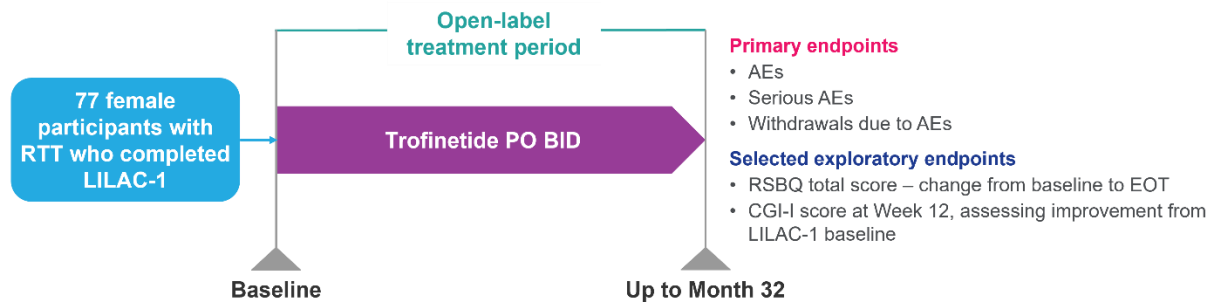 Open-label
treatment period
77 female
participants with
RTT who completed
LILAC-1
Trofinetide PO BID
Baseline
Up to Month 32
Primary endpoints
• AEs
• Serious AEs
• Withdrawals due to AEs
Selected exploratory endpoints
• RSBQ total score – change from baseline to EOT
• CGI-I score at Week 12, assessing improvement from
LILAC-1 baseline